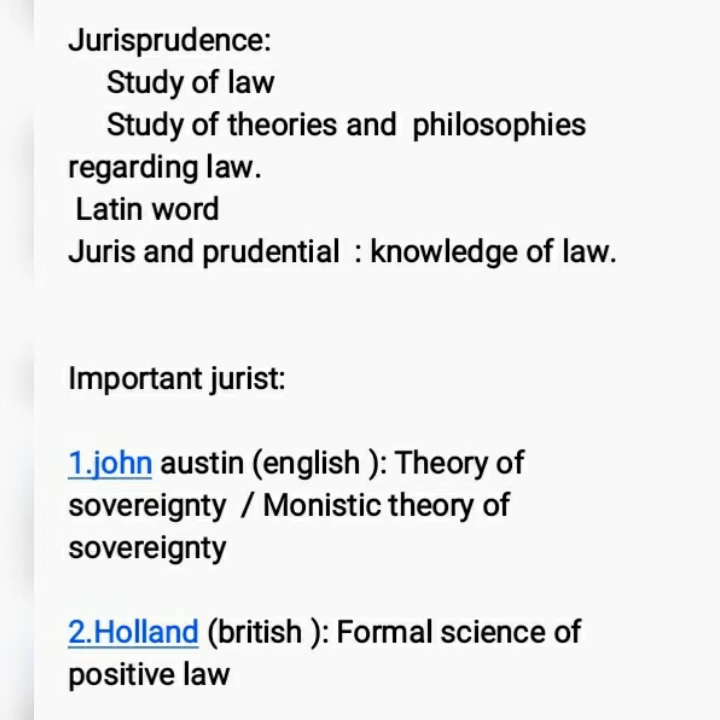 Jurisprudence:
Study of law
Study of theories and philosophies
regarding law.
Latin word
Juris and prudential : knowledge of law.
Important jurist:
1.john austin (english ): Theory of
sovereignty / Monistic theory of
sovereignty
2.Holland (british ): Formal science of
positive law